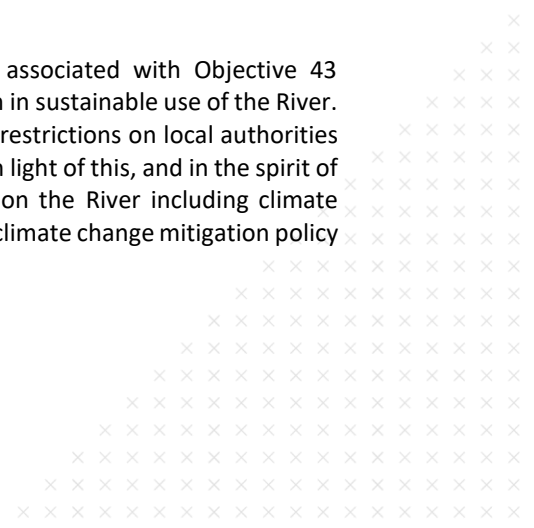 associated with Objective 43
in sustainable use of the River.
restrictions on local authorities
light of this, and in the spirit of
on the River including climate
climate change mitigation policy